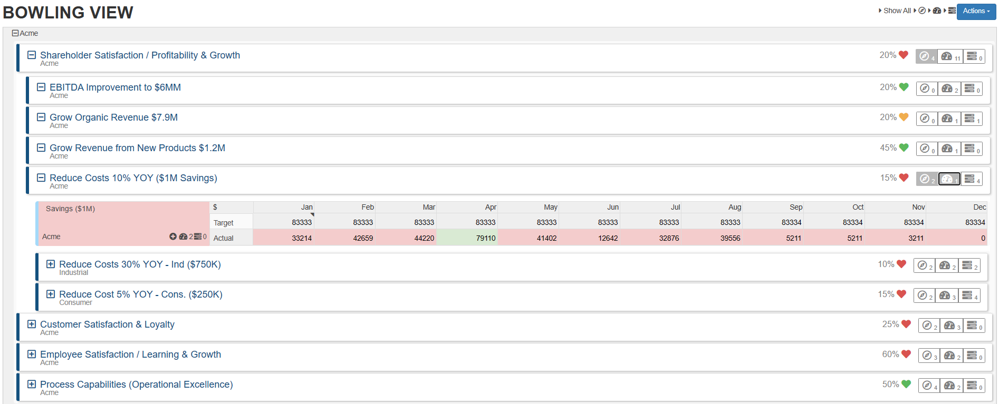 BOWLING VIEW
Show All
Actions
Acme
Shareholder Satisfaction / Profitability & Growth
Acme
20% 4 11 0
EBITDA Improvement to $6MM
Acme
20% 0 2 0
Grow Organic Revenue $7.9M
Acme
20% 0 1 1
Grow Revenue from New Products $1.2M
Acme
45% 0 1 0
Reduce Costs 10% YOY ($1M Savings)
Acme
15% 2 1 4
Savings ($1M)
Acme 2 0
$ Jan Feb Mar Apr May Jun Jul Aug Sep Oct Nov Dec
Target 83333 83333 83333 83333 83333 83333 83333 83333 83334 83334 83334 83334
Actual 33214 42659 44220 79110 41402 12642 32876 39556 5211 5211 3211 0
Reduce Costs 30% YOY - Ind ($750K)
Industrial
10% 2 2 2
Reduce Cost 5% YOY - Cons. ($250K)
Consumer
15% 2 3 4
Customer Satisfaction & Loyalty
Acme
25% 2 3 0
Employee Satisfaction / Learning & Growth
Acme
60% 3 2 0
Process Capabilities (Operational Excellence)
Acme
50% 4 2 0